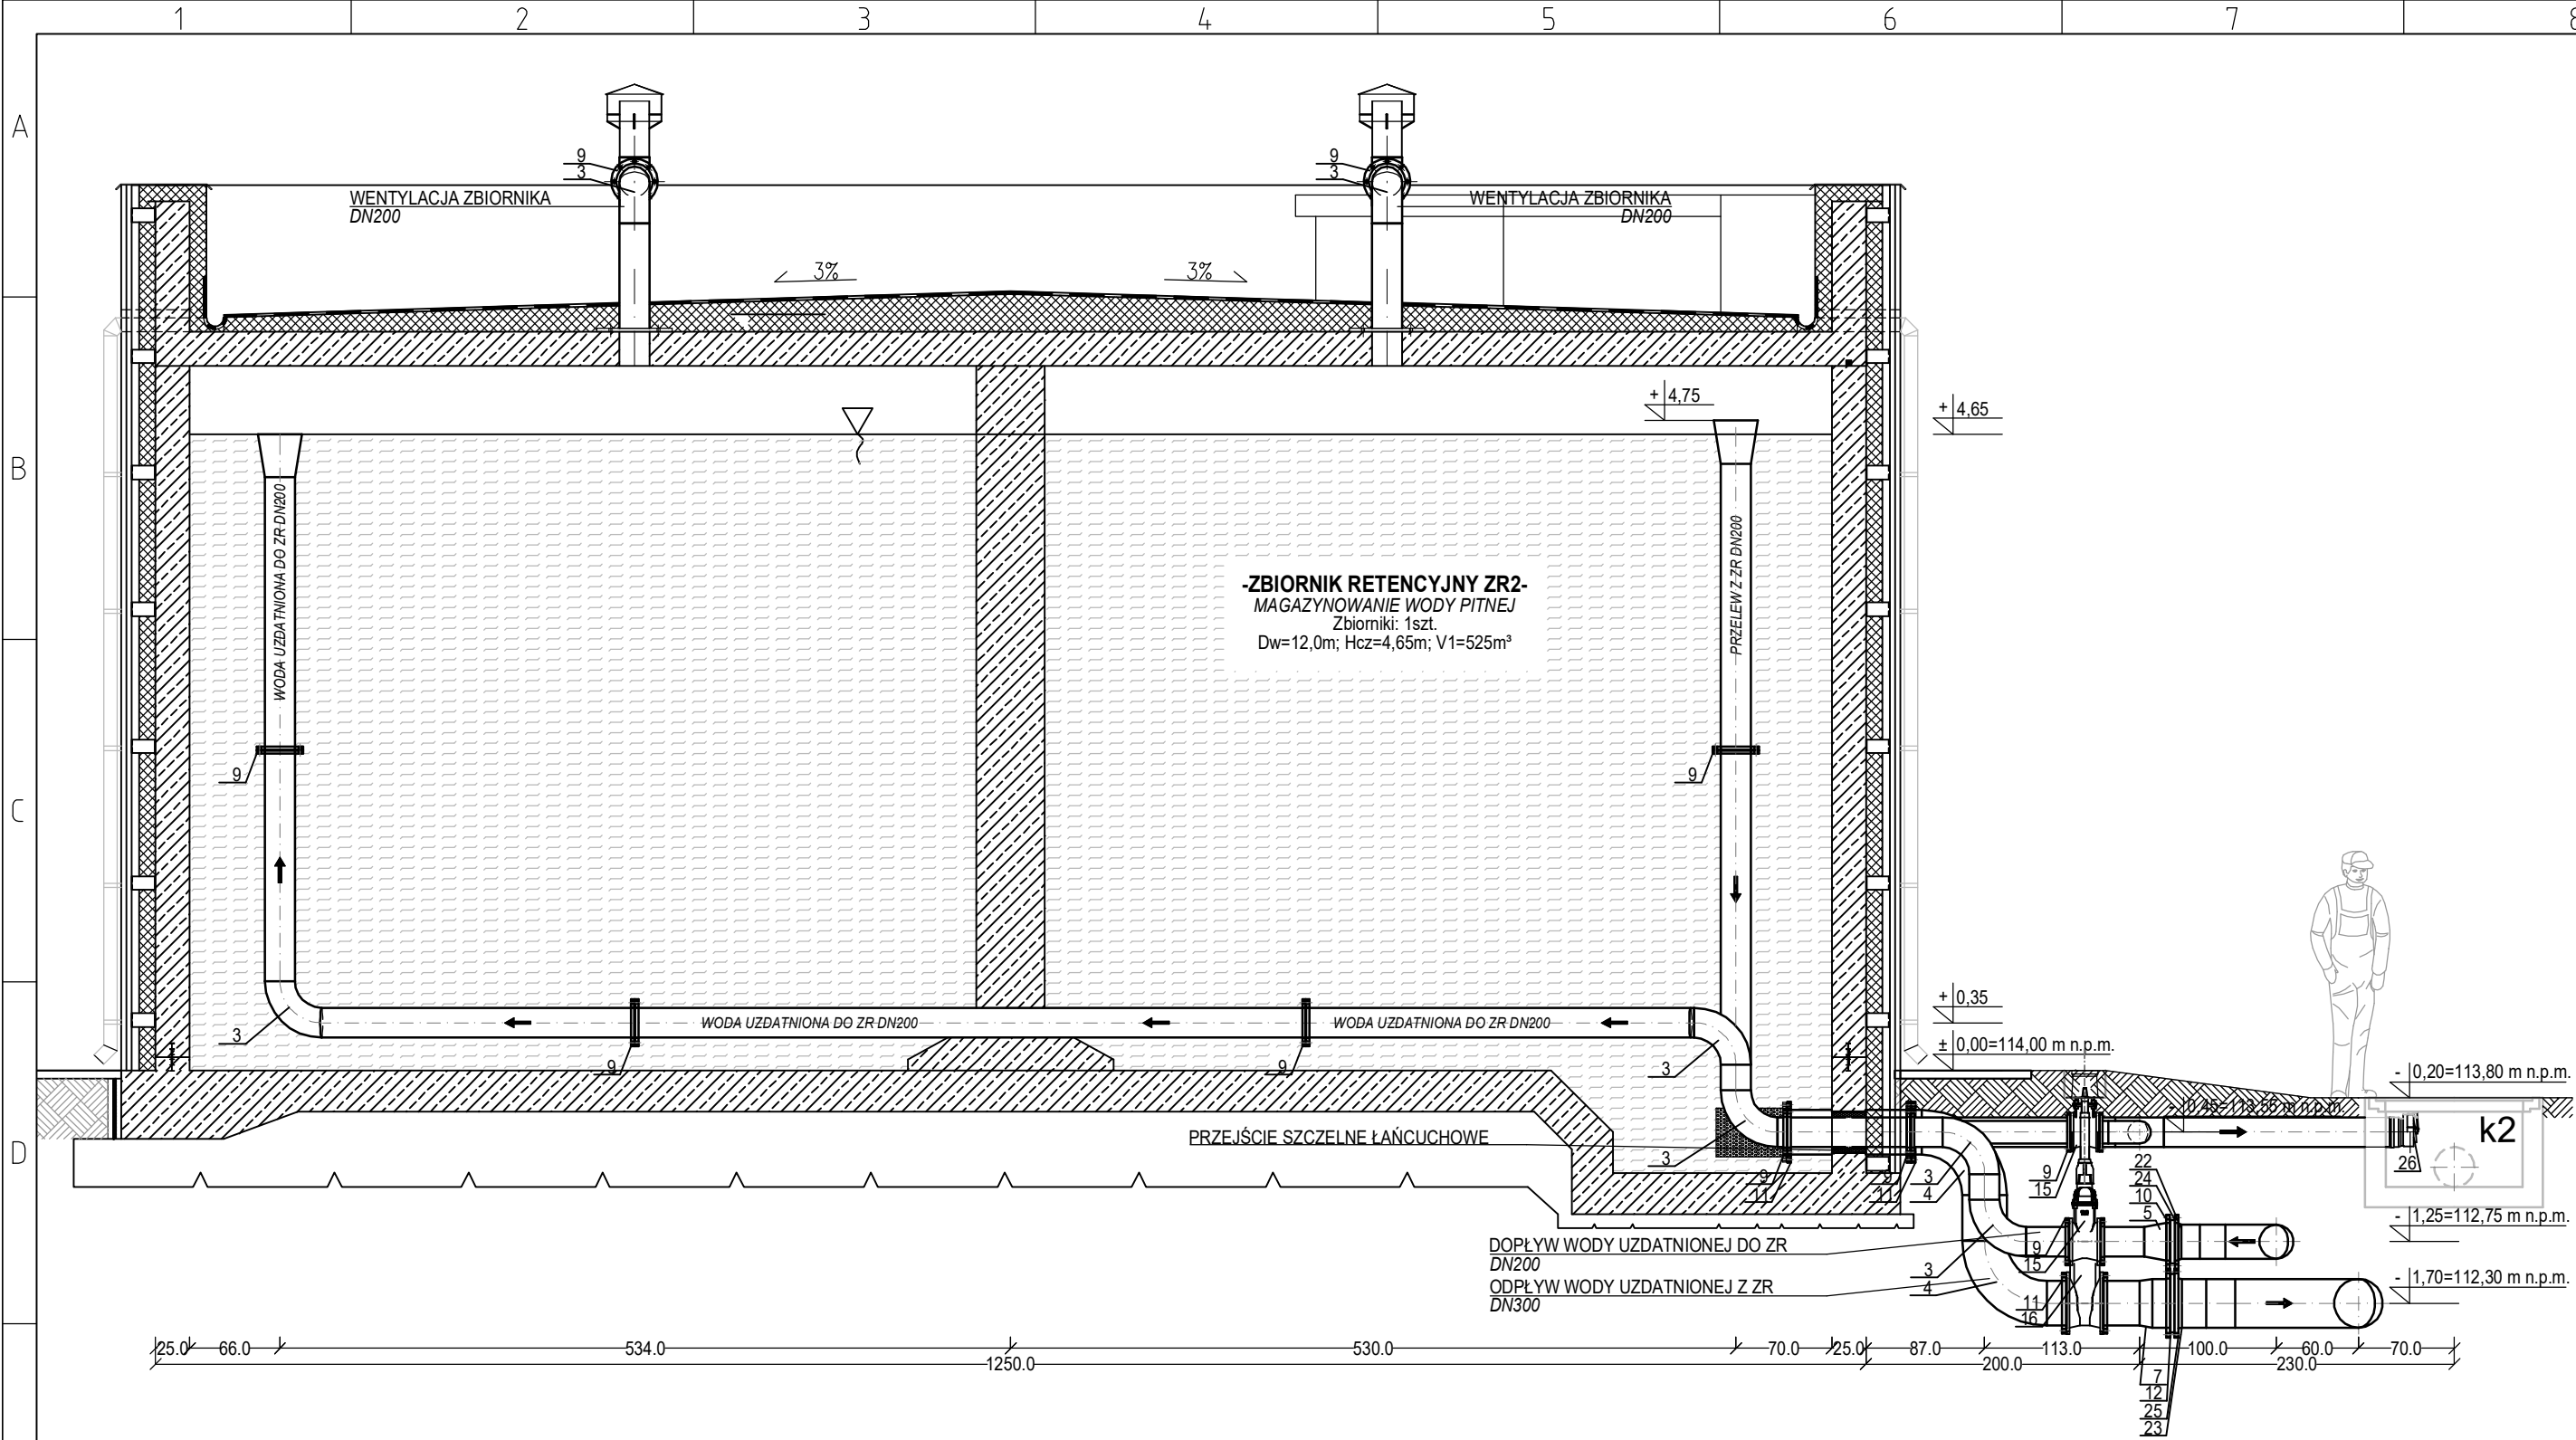 1 2 3 4 5 6 7 8
A
9
3
9
3
WENTYLACJA ZBIORNIKA
DN200
WENTYLACJA ZBIORNIKA
DN200
3%
3%
+ 4,75
+ 4,65
B
WODA UZDATNIONA DO ZR DN200
PRZELEW Z ZR DN200
-ZBIORNIK RETENCYJNY ZR2-
MAGAZYNOWANIE WODY PITNEJ
Zbiorniki: 1szt.
Dw=12,0m; Hcz=4,65m; V1=525m³
9
9
C
+ 0,35
WODA UZDATNIONA DO ZR DN200
WODA UZDATNIONA DO ZR DN200
3
9
9
3
± 0,00=114,00 m n.p.m.
- 0,20=113,80 m n.p.m.
- 0,45=113,55 m n.p.m.
k2
D
PRZEJŚCIE SZCZELNE ŁAŃCUCHOWE
3
9
11
9
11
3
4
9
15
22
24
10
5
26
- 1,25=112,75 m n.p.m.
DOPŁYW WODY UZDATNIONEJ DO ZR
DN200
9
15
3
4
ODPŁYW WODY UZDATNIONEJ Z ZR
DN300
11
16
- 1,70=112,30 m n.p.m.
25.0 66.0 534.0 530.0 70.0 25.0 87.0 113.0 100.0 60.0 70.0
1250.0 200.0 230.0
7
12
25
23